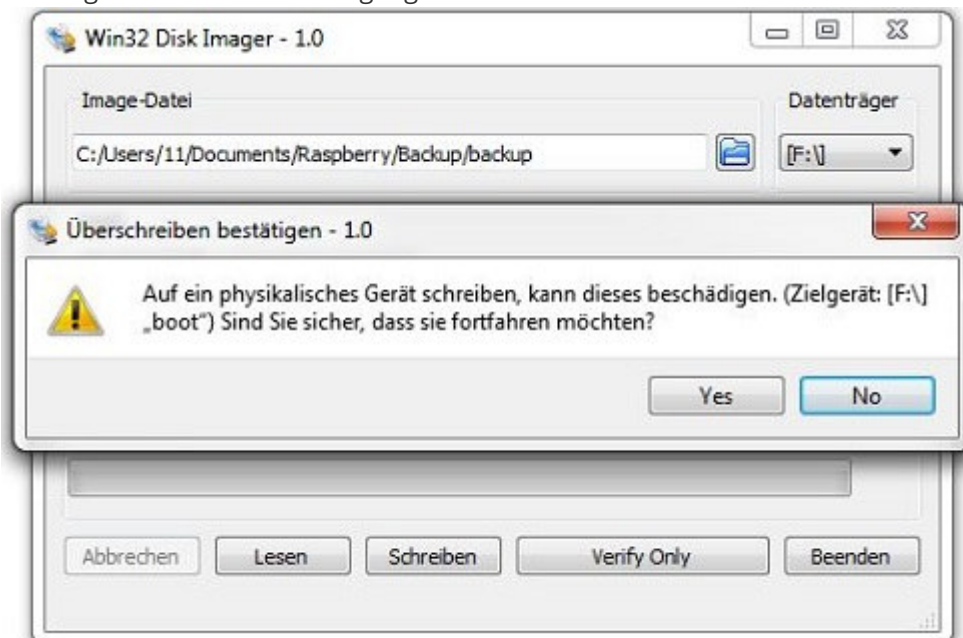 Win32 Disk Imager - 1.0
Image-Datei
Datenträger
C:/Users/11/Documents/Raspberry/Backup/backup
[F:\]
Überschreiben bestätigen - 1.0
Auf ein physikalisches Gerät schreiben, kann dieses beschädigen. (Zielgerät: [F:\]
„boot“) Sind Sie sicher, dass sie fortfahren möchten?
Yes
No
Abbrechen
Lesen
Schreiben
Verify Only
Beenden